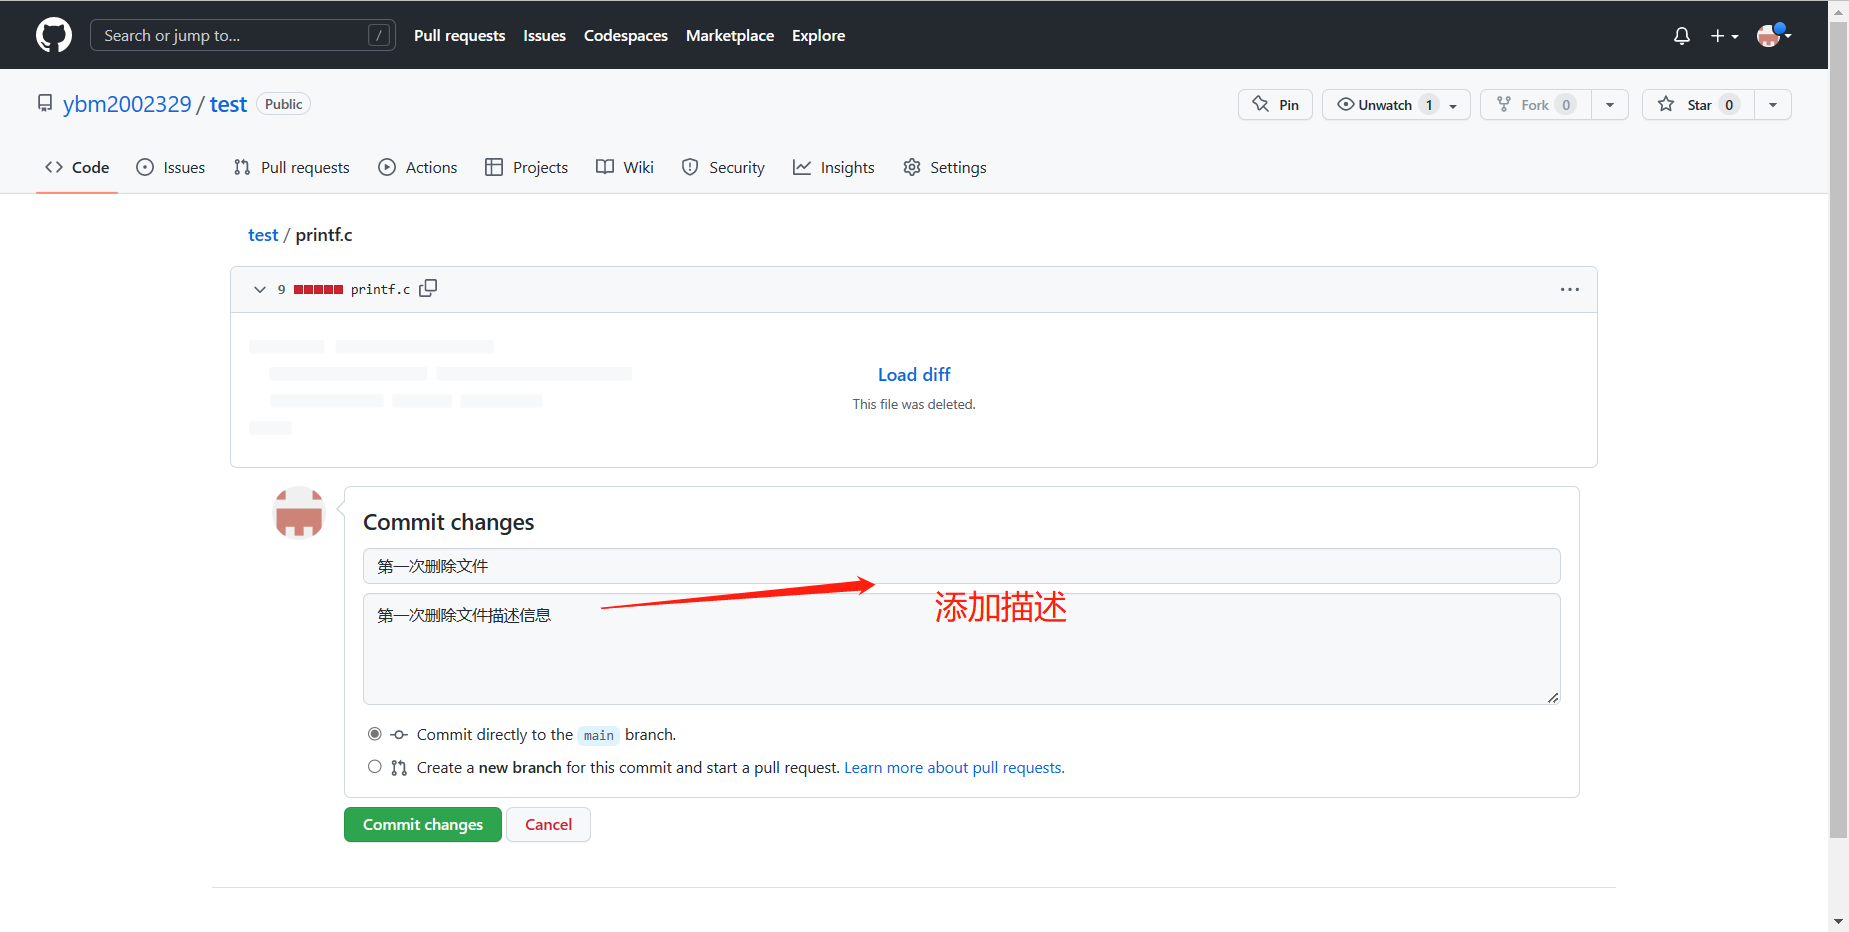 Search or jump to... /
Pull requests Issues Codespaces Marketplace Explore
ybm2002329 / test Public
Pin Unwatch 1 Fork 0 Star 0
Code Issues Pull requests Actions Projects Wiki Security Insights Settings
test / printf.c
9 printf.c
Load diff
This file was deleted.
Commit changes
第一次删除文件
第一次删除文件描述信息
添加描述
Commit directly to the main branch.
Create a new branch for this commit and start a pull request. Learn more about pull requests.
Commit changes Cancel